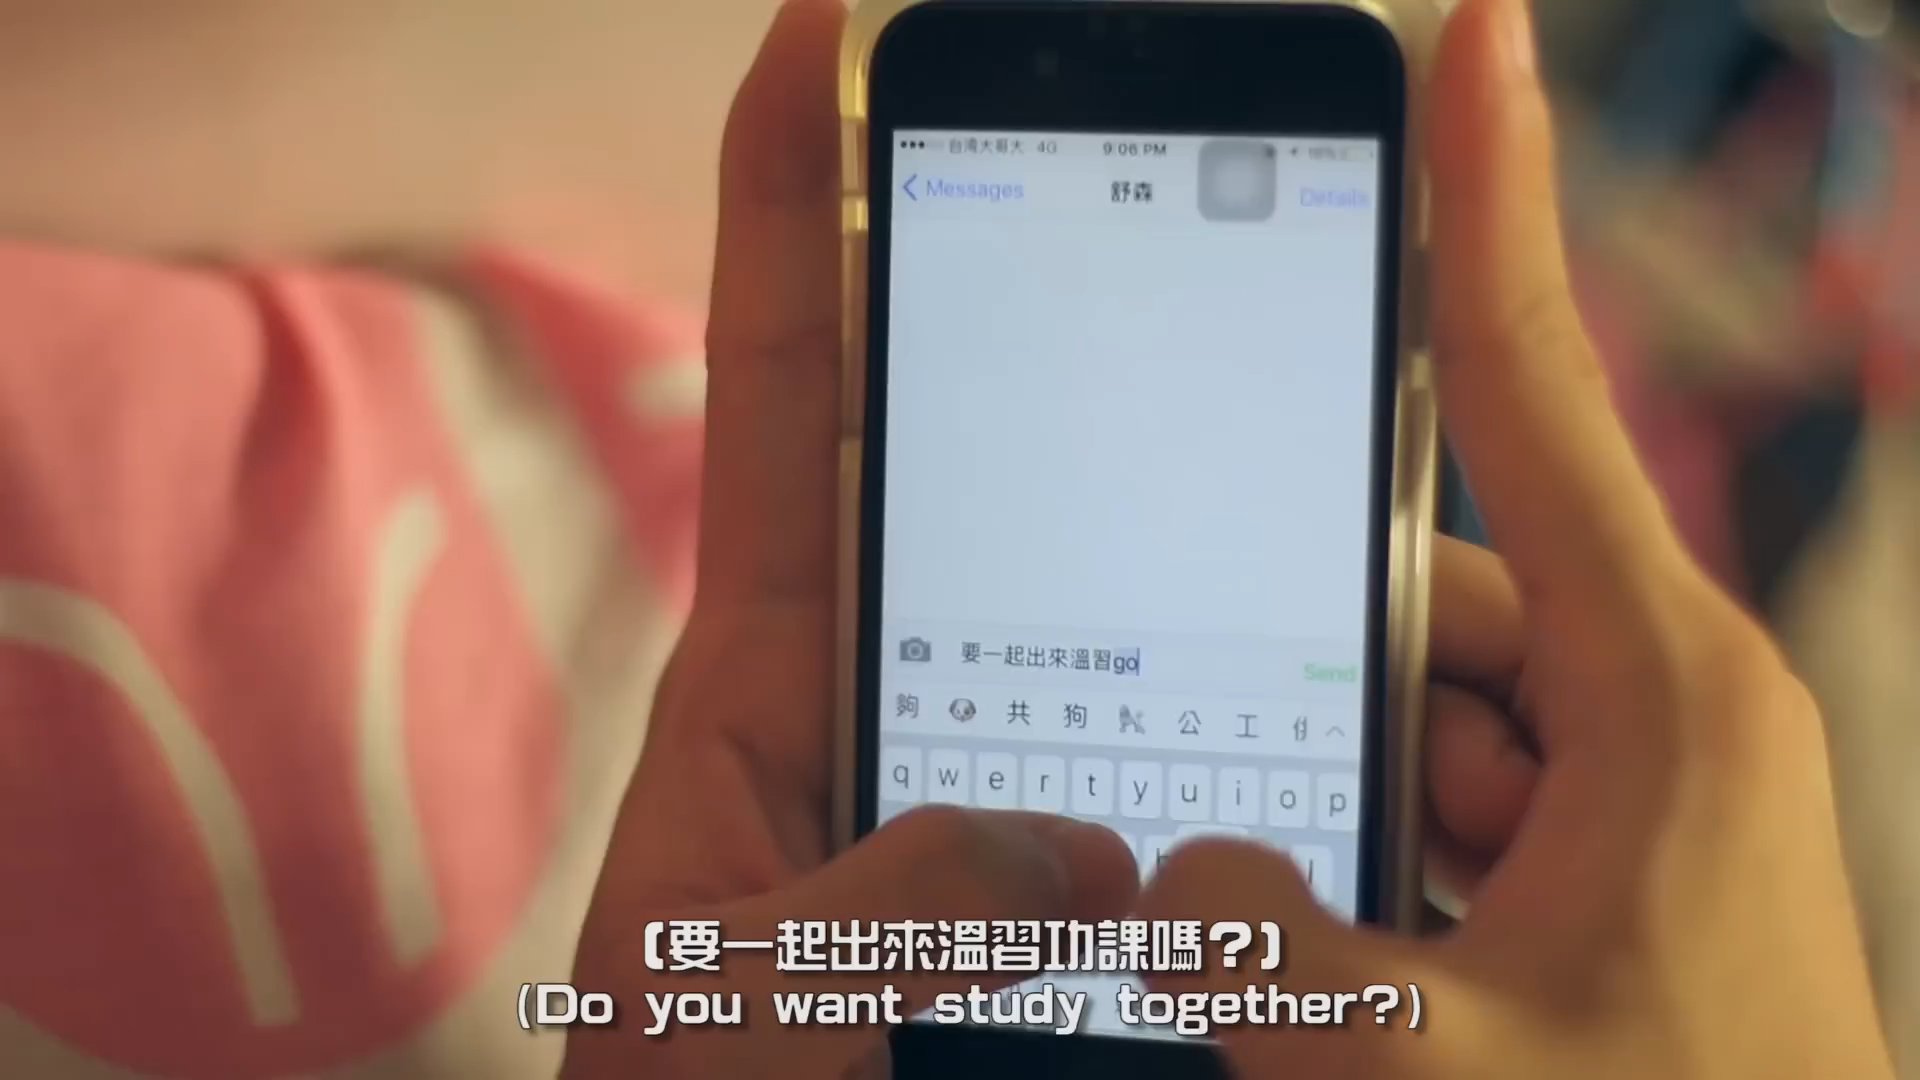 台湾大哥大 4G 9:06 PM
Messages 舒森 Details
要一起出來溫習go Send
夠 共 狗 公 工
q w e r t y u i o p
(要一起出來溫習功課嗎？)
(Do you want study together?)